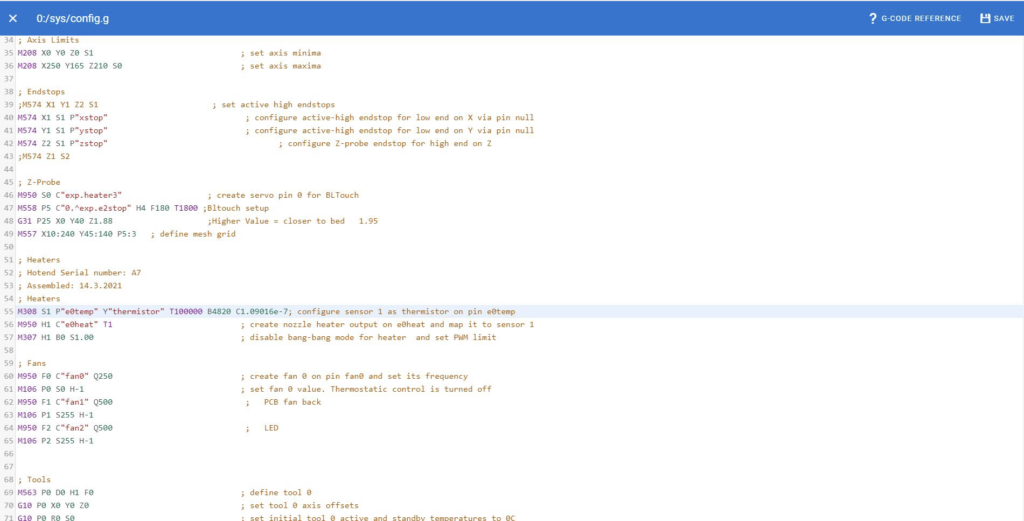 0:/sys/config.g
G-CODE REFERENCE
SAVE
34 ; Axis Limits
35 M208 X0 Y0 Z0 S1 ; set axis minima
36 M208 X250 Y165 Z210 S0 ; set axis maxima
37
38 ; Endstops
39 ;M574 X1 Y1 Z2 S1 ; set active high endstops
40 M574 X1 S1 P"xstop" ; configure active-high endstop for low end on X via pin null
41 M574 Y1 S1 P"ystop" ; configure active-high endstop for low end on Y via pin null
42 M574 Z2 S1 P"zstop" ; configure Z-probe endstop for high end on Z
43 ;M574 Z1 S2
44
45 ; Z-Probe
46 M950 S0 C"exp.heater3" ; create servo pin 0 for BLTouch
47 M558 P5 C"0.^exp.e2stop" H4 F180 T1800 ;Bltouch setup
48 G31 P25 X0 Y40 Z1.88 ;Higher Value = closer to bed 1.95
49 M557 X10:240 Y45:140 P5:3 ; define mesh grid
50
51 ; Heaters
52 ; Hotend Serial number: A7
53 ; Assembled: 14.3.2021
54 ; Heaters
55 M308 S1 P"e0temp" Y"thermistor" T100000 B4820 C1.09016e-7; configure sensor 1 as thermistor on pin e0temp
56 M950 H1 C"e0heat" T1 ; create nozzle heater output on e0heat and map it to sensor 1
57 M307 H1 B0 S1.00 ; disable bang-bang mode for heater and set PWM limit
58
59 ; Fans
60 M950 F0 C"fan0" Q250 ; create fan 0 on pin fan0 and set its frequency
61 M106 P0 S0 H-1 ; set fan 0 value. Thermostatic control is turned off
62 M950 F1 C"fan1" Q500 ; PCB fan back
63 M106 P1 S255 H-1
64 M950 F2 C"fan2" Q500 ; LED
65 M106 P2 S255 H-1
66
67
68 ; Tools
69 M563 P0 D0 H1 F0 ; define tool 0
70 G10 P0 X0 Y0 Z0 ; set tool 0 axis offsets
71 G10 P0 R0 S0 ; set initial tool 0 active and standby temperatures to 0C